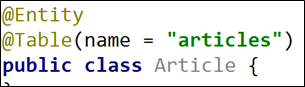 @Entity
@Table(name = "articles")
public class Article {
}